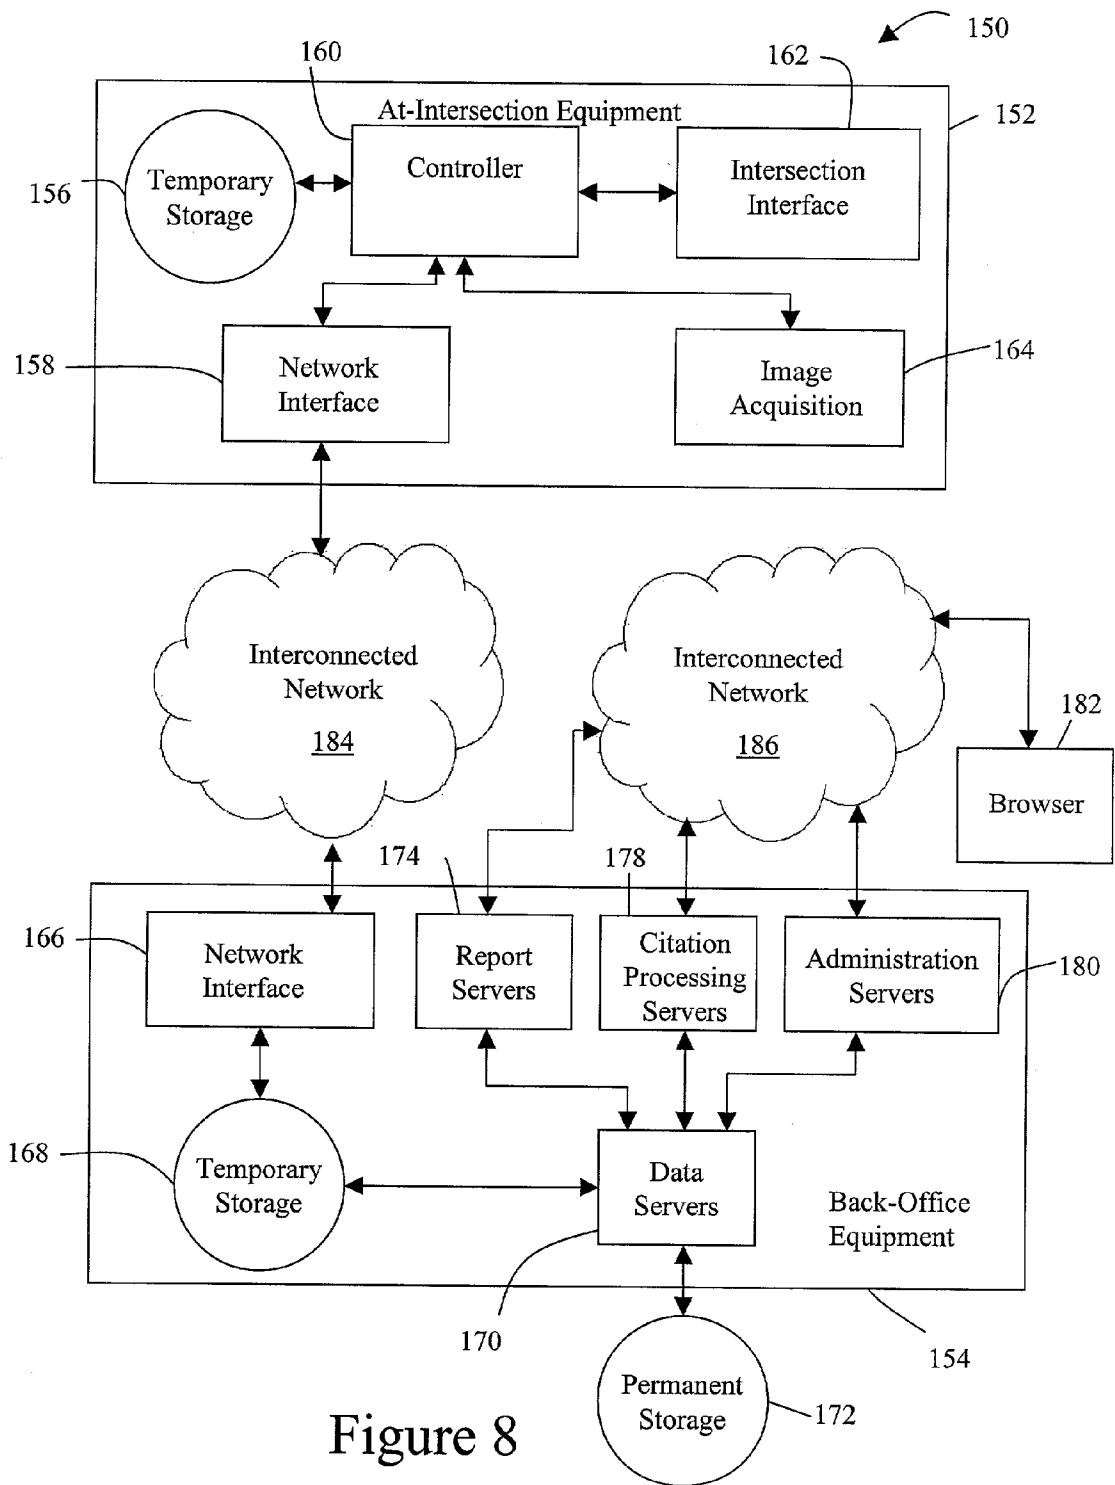 150
160
162
At-Intersection Equipment
152
Controller
Intersection
Interface
156
Temporary
Storage
158
Network
Interface
Image
Acquisition
164
Interconnected
Network
184
Interconnected
Network
186
182
Browser
174
178
166
Network
Interface
Report
Servers
Citation
Processing
Servers
Administration
Servers
180
168
Temporary
Storage
Data
Servers
Back-Office
Equipment
170
154
Permanent
Storage
172
Figure 8